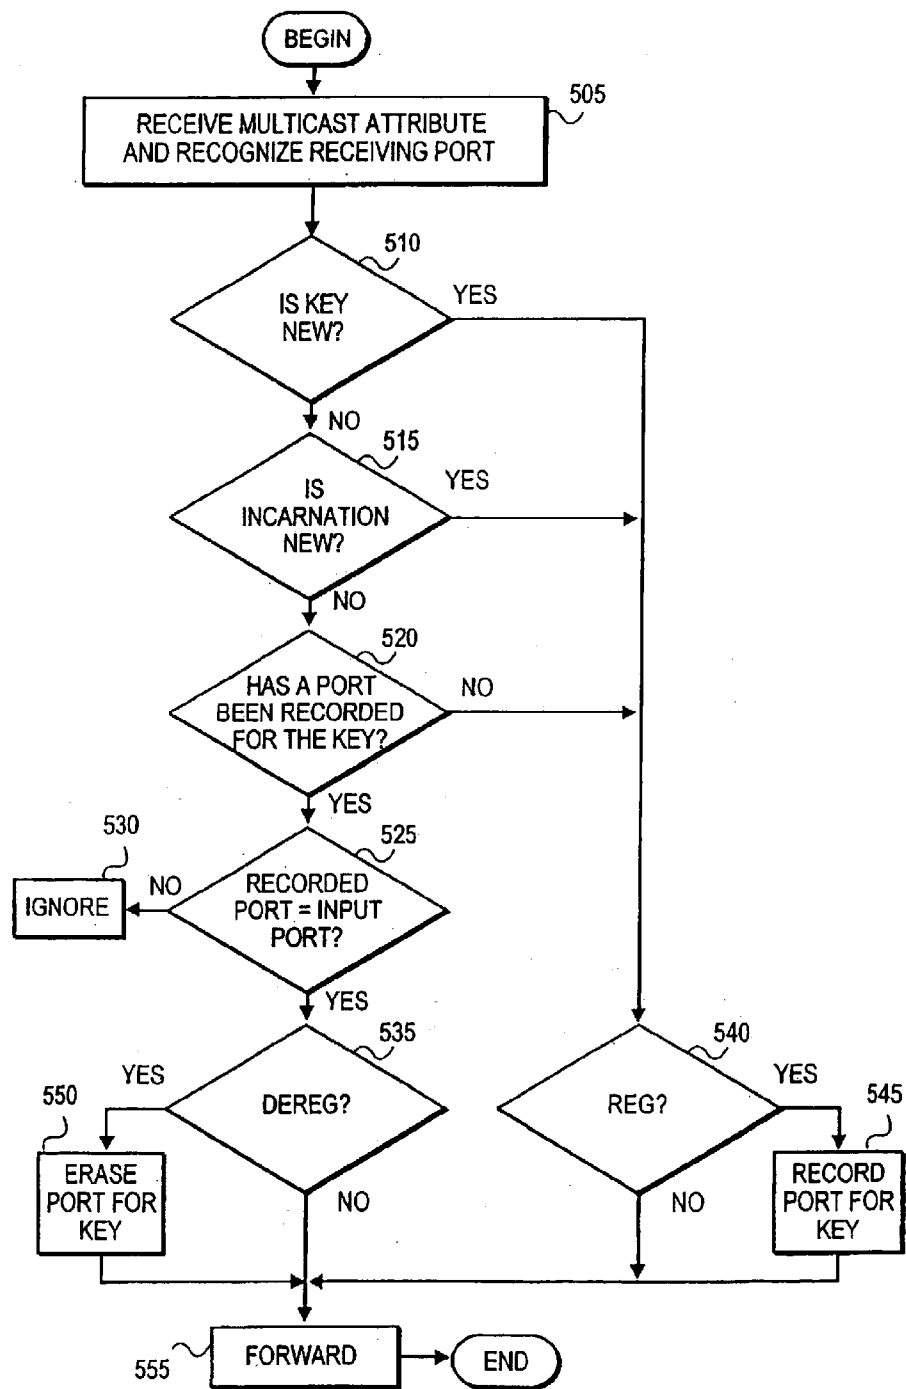 BEGIN
505
RECEIVE MULTICAST ATTRIBUTE
AND RECOGNIZE RECEIVING PORT
510
IS KEY
NEW?
YES
NO
515
IS
INCARNATION
NEW?
YES
NO
520
HAS A PORT
BEEN RECORDED
FOR THE KEY?
NO
YES
525
RECORDED
PORT = INPUT
PORT?
NO
530
IGNORE
YES
535
DEREG?
YES
550
ERASE
PORT FOR
KEY
NO
540
REG?
YES
545
RECORD
PORT FOR
KEY
NO
555
FORWARD
END